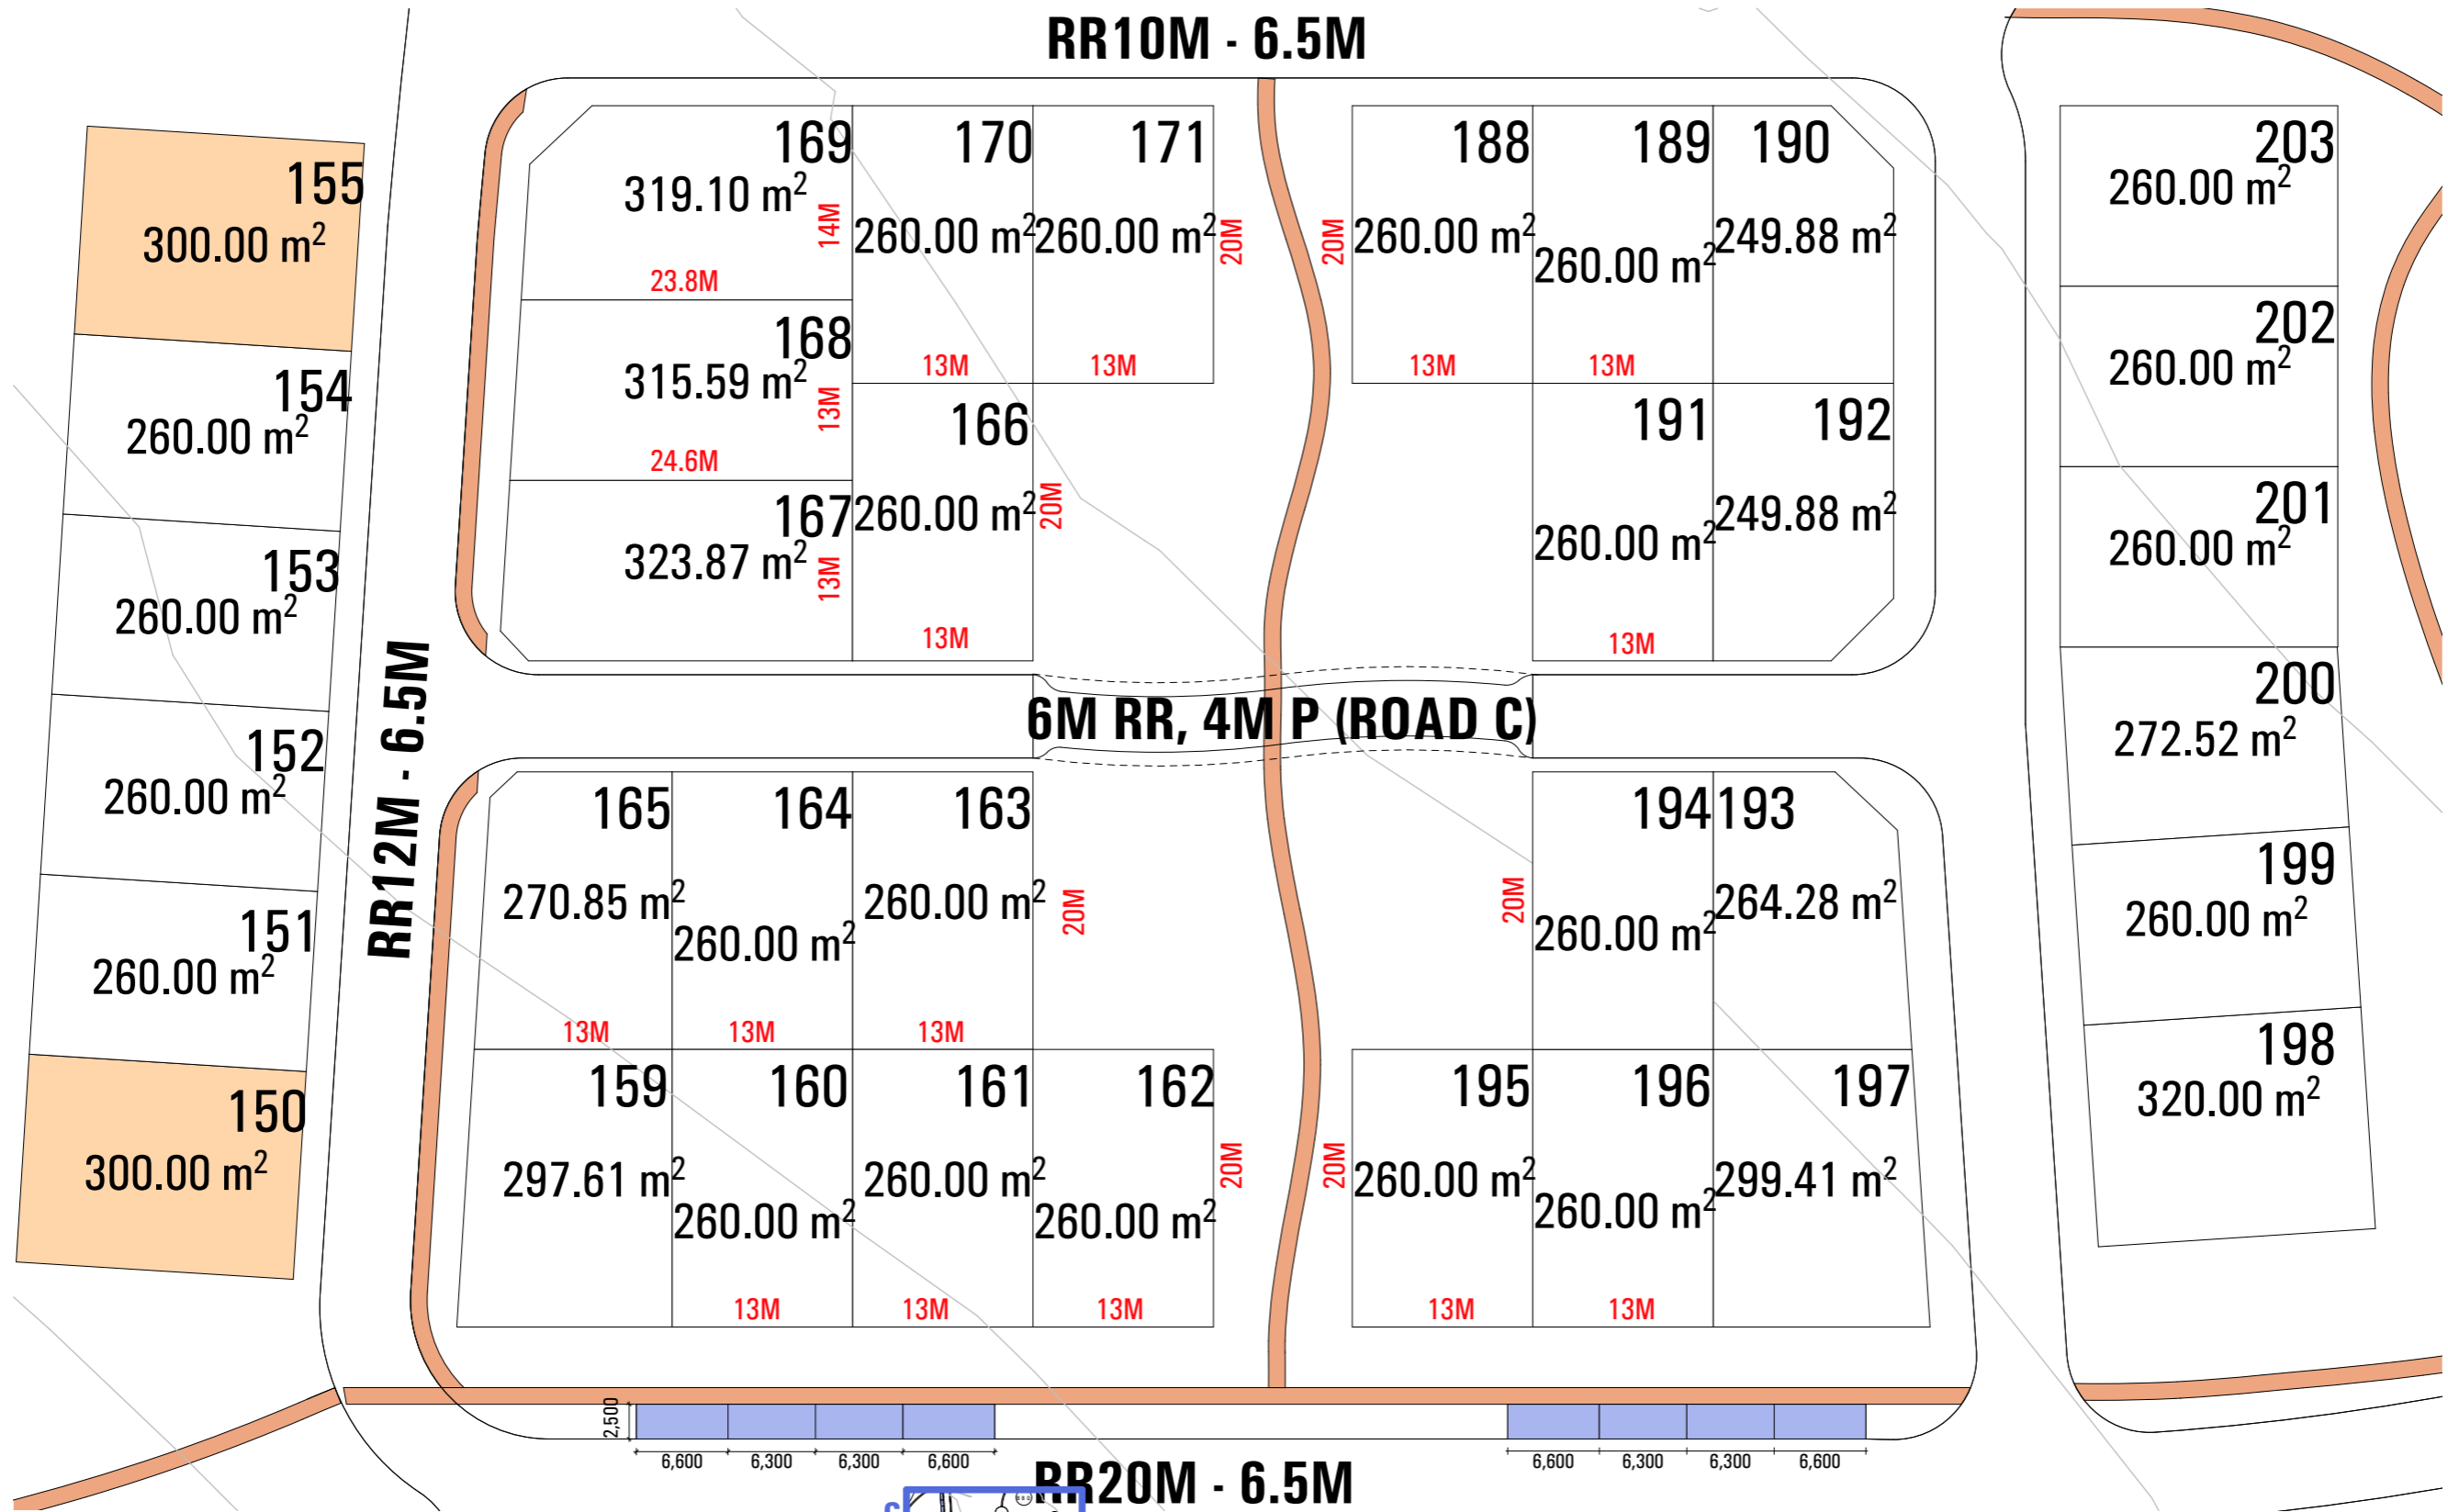 RR10M - 6.5M
155
300.00 m²
154
260.00 m²
153
260.00 m²
152
260.00 m²
151
260.00 m²
150
300.00 m²
RR12M - 6.5M
169
319.10 m²
14M
23.8M
168
315.59 m²
13M
24.6M
167
323.87 m²
13M
170
260.00 m²
13M
171
260.00 m²
20M
13M
166
260.00 m²
20M
13M
188
20M
260.00 m²
13M
189
260.00 m²
13M
190
249.88 m²
191
260.00 m²
13M
192
249.88 m²
203
260.00 m²
202
260.00 m²
201
260.00 m²
200
272.52 m²
199
260.00 m²
198
320.00 m²
6M RR, 4M P (ROAD C)
165
270.85 m²
13M
164
260.00 m²
13M
163
260.00 m²
20M
13M
194
20M
260.00 m²
193
264.28 m²
159
297.61 m²
160
260.00 m²
13M
161
260.00 m²
13M
162
260.00 m²
20M
13M
195
20M
260.00 m²
13M
196
260.00 m²
13M
197
299.41 m²
2,500
6,600 6,300 6,300 6,600
6,600 6,300 6,300 6,600
RR20M - 6.5M